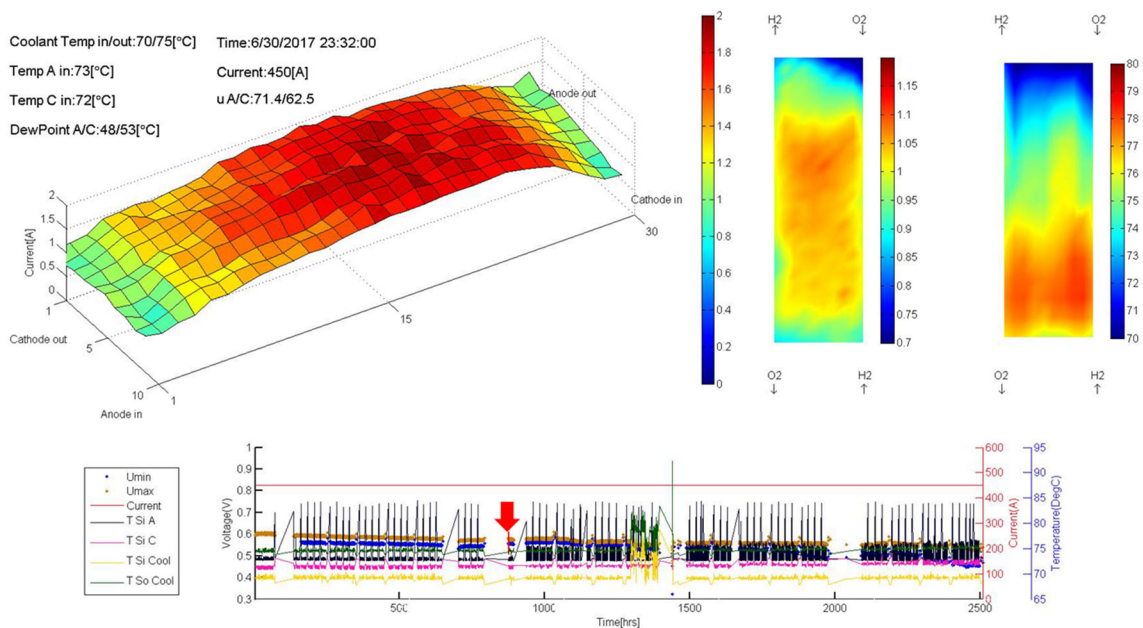 Coolant Temp in/out:70/75[°C]
Time:6/30/2017 23:32:00
Temp A in:73[°C]
Current:450[A]
Temp C in:72[°C]
u A/C:71.4/62.5
DewPoint A/C:48/53[°C]
Anode out
Cathode in
30
15
2
1.5
1
0.5
0
Current[A]
1
Cathode out
5
10
1
Anode in
2
1.8
1.6
1.4
1.2
1
0.8
0.6
0.4
0.2
0
H2
O2
O2
H2
1.15
1.1
1.05
1
0.95
0.9
0.85
0.8
0.75
0.7
H2
O2
O2
H2
80
79
78
77
76
75
74
73
72
71
70
Umin
Umax
Current
T Si A
T Si C
T Si Cool
T So Cool
1
0.9
0.8
0.7
0.6
0.5
0.4
0.3
Voltage(V)
500
1000
1500
2000
2500
Time[hrs]
600
500
400
300
200
100
0
Current(A)
95
90
85
80
75
70
65
Temperature(DegC)